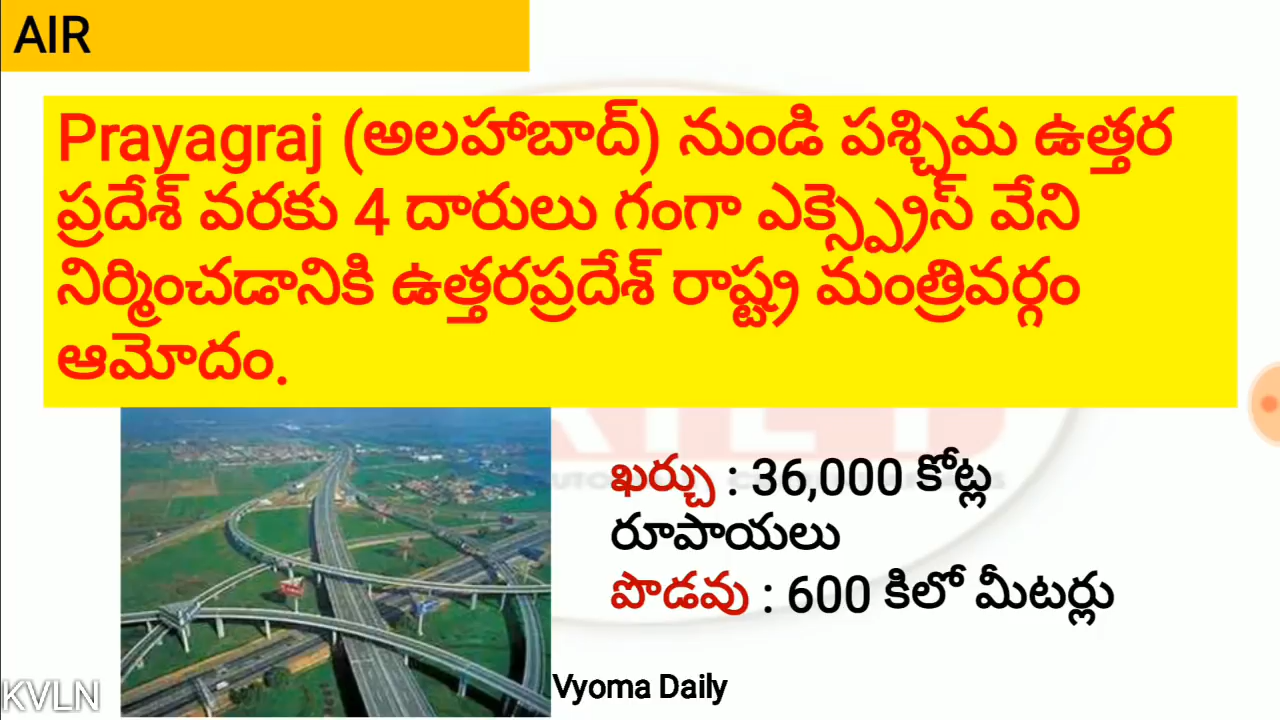 AIR
Prayagraj (అలహాబాద్) నుండి పశ్చిమ ఉత్తర
ప్రదేశ్ వరకు 4 దారులు గంగా ఎక్స్ప్రెస్ వేని
నిర్మించడానికి ఉత్తరప్రదేశ్ రాష్ట్ర మంత్రివర్గం
ఆమోదం.
ఖర్చు : 36,000 కోట్ల
రూపాయలు
పొడవు : 600 కిలో మీటర్లు
Vyoma Daily
KVLN